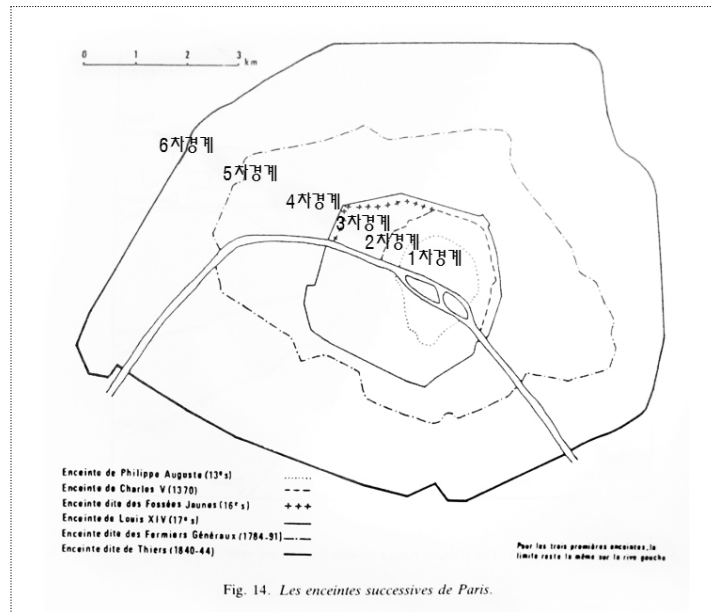 0 1 2 3
km
6차경계
5차경계
4차경계
3차경계
2차경계
1차경계
Enceinte de Philippe Auguste (13e s)
Enceinte de Charles V (1370)
Enceinte dite des Fossées Jaunes (16e s)
Enceinte de Louis XIV (17e s)
Enceinte dite des Fermiers Généraux (1784-91)
Enceinte dite de Thiers (1840-44)
Pour les trois premières enceintes, la
limite reste la même sur la rive gauche
Fig. 14. Les enceintes successives de Paris.